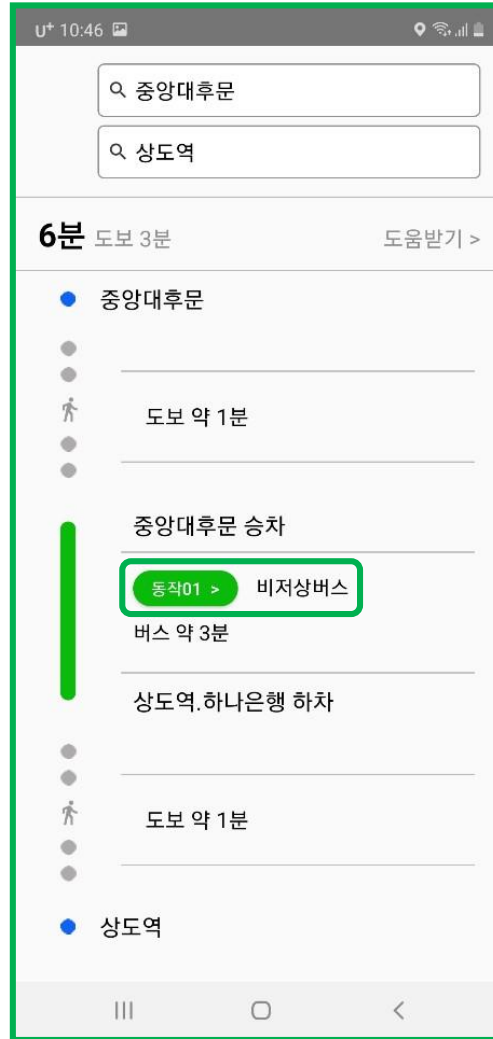 U+ 10:46
중앙대후문
상도역
6분 도보 3분 도움받기 >
중앙대후문
도보 약 1분
중앙대후문 승차
동작01 > 비저상버스
버스 약 3분
상도역.하나은행 하차
도보 약 1분
상도역